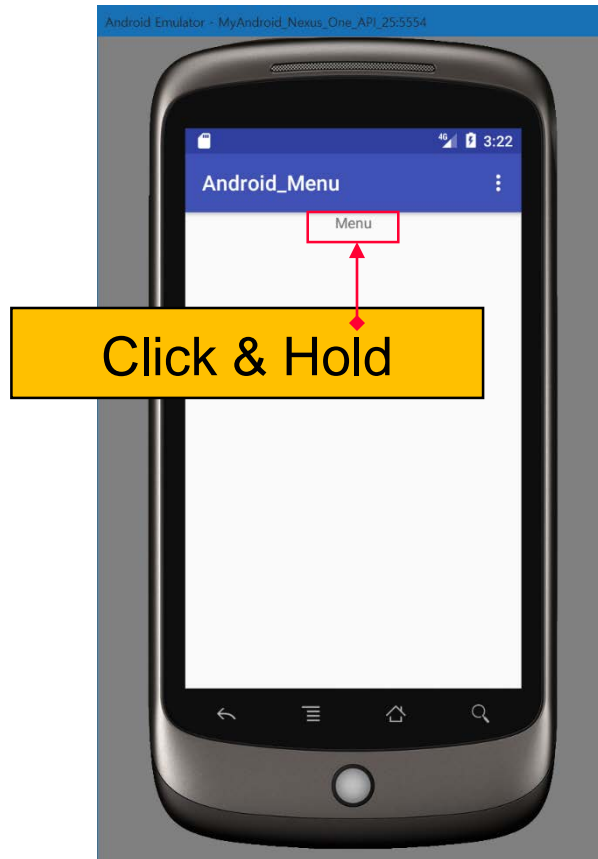 Android Emulator - MyAndroid_Nexus_One_API_25:5554
4G 3:22
Android_Menu
Menu
Click & Hold